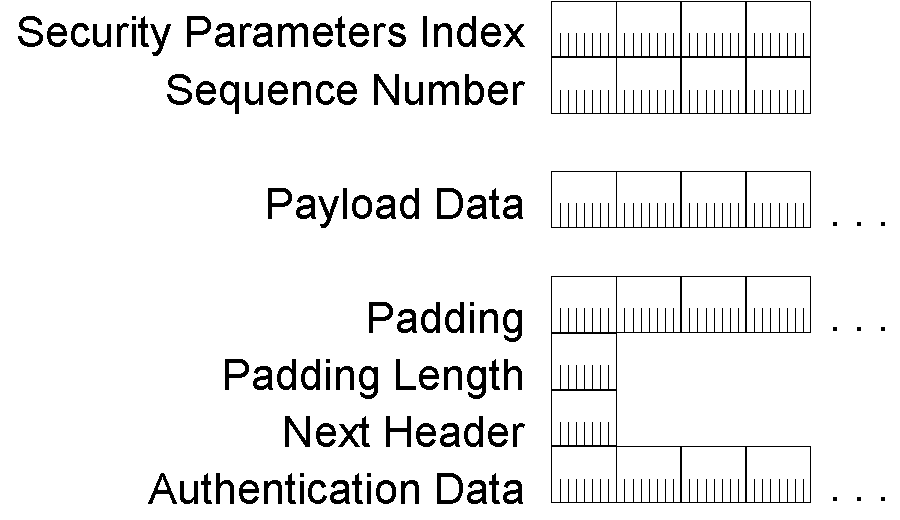 Security Parameters Index
Sequence Number
Payload Data . . .
Padding . . .
Padding Length
Next Header
Authentication Data . . .